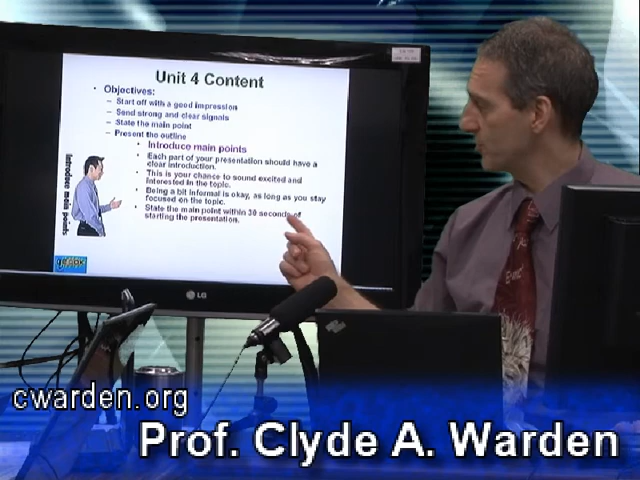 Unit 4 Content
• Objectives:
– Start off with a good impression
– Send strong and clear signals
– State the main point
– Present the outline
• Introduce main points
• Each part of your presentation should have a
clear introduction.
• This is your chance to sound excited and
interested in the topic.
• Being a bit informal is okay, as long as you stay
focused on the topic.
• State the main point within 30 seconds of
starting the presentation.
Introduce main points
LG
cwarden.org
Prof. Clyde A. Warden